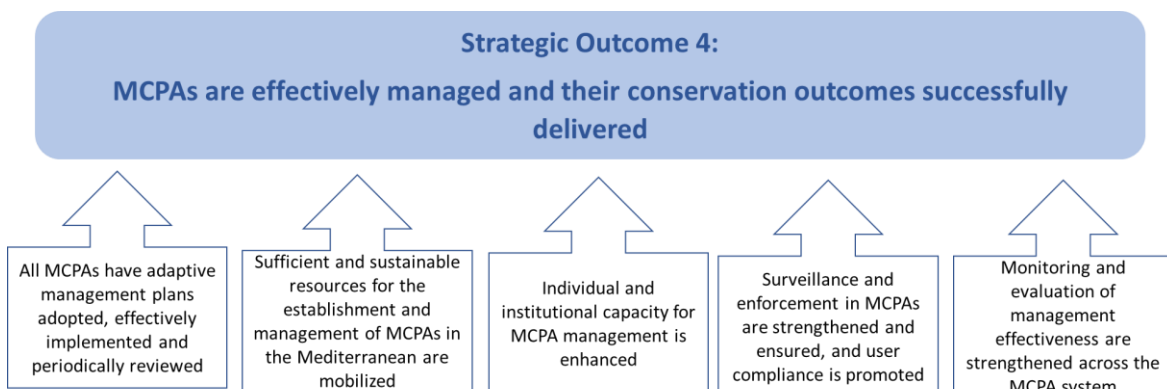 Strategic Outcome 4:
MCPAs are effectively managed and their conservation outcomes successfully
delivered
All MCPAs have adaptive
management plans
adopted, effectively
implemented and
periodically reviewed
Sufficient and sustainable
resources for the
establishment and
management of MCPAs in
the Mediterranean are
mobilized
Individual and
institutional capacity for
MCPA management is
enhanced
Surveillance and
enforcement in MCPAs
are strengthened and
ensured, and user
compliance is promoted
Monitoring and
evaluation of
management
effectiveness are
strengthened across the
MCPA system